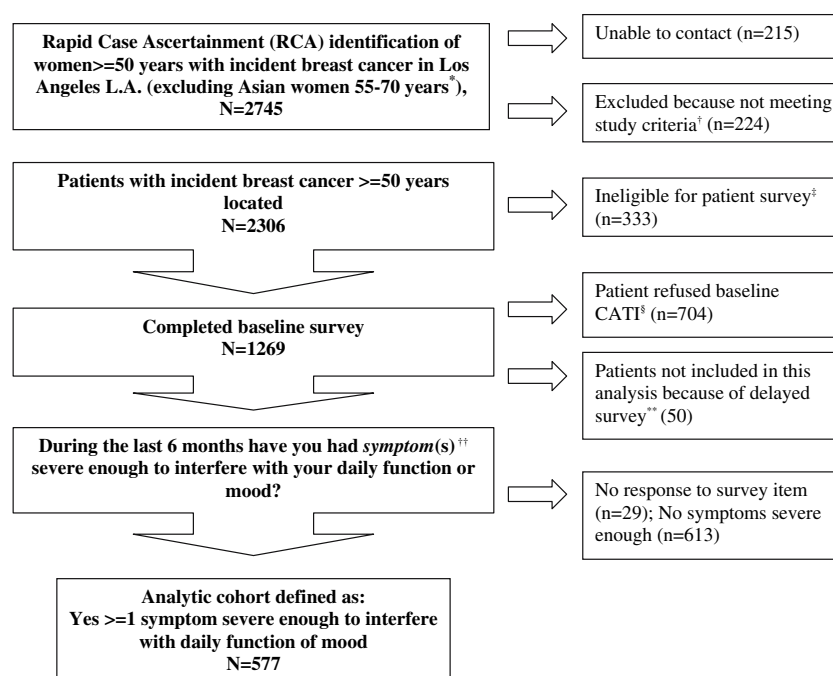 Rapid Case Ascertainment (RCA) identification of
women>=50 years with incident breast cancer in Los
Angeles L.A. (excluding Asian women 55-70 years*),
N=2745
Unable to contact (n=215)
Excluded because not meeting
study criteria† (n=224)
Patients with incident breast cancer >=50 years
located
N=2306
Ineligible for patient survey‡
(n=333)
Completed baseline survey
N=1269
Patient refused baseline
CATI§ (n=704)
Patients not included in this
analysis because of delayed
survey** (50)
During the last 6 months have you had symptom(s)††
severe enough to interfere with your daily function or
mood?
No response to survey item
(n=29); No symptoms severe
enough (n=613)
Analytic cohort defined as:
Yes >=1 symptom severe enough to interfere
with daily function of mood
N=577